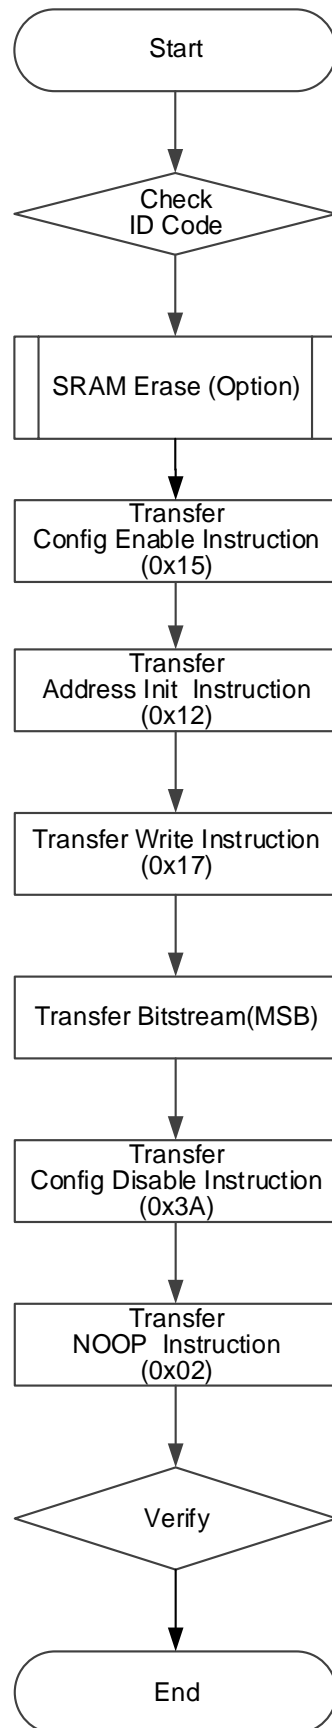 Start
Check
ID Code
SRAM Erase (Option)
Transfer
Config Enable Instruction
(0x15)
Transfer
Address Init  Instruction
(0x12)
Transfer Write Instruction
(0x17)
Transfer Bitstream(MSB)
Transfer
Config Disable Instruction
(0x3A)
Transfer
NOOP  Instruction
(0x02)
Verify
End